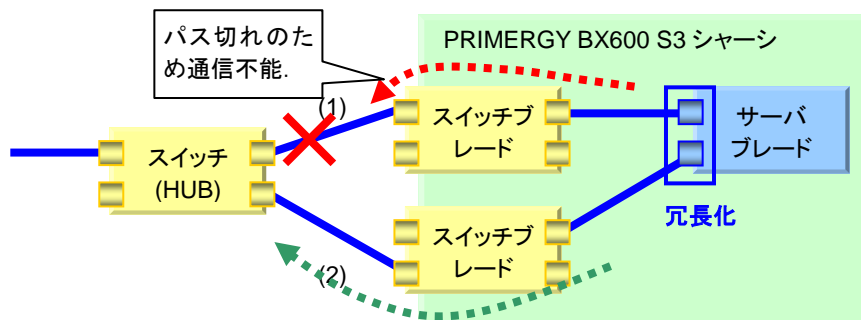 パス切れのた
め通信不能.
PRIMERGY BX600 S3 シャーシ
(1)
スイッチブ
レード
サーバ
ブレード
スイッチ
(HUB)
冗長化
スイッチブ
レード
(2)